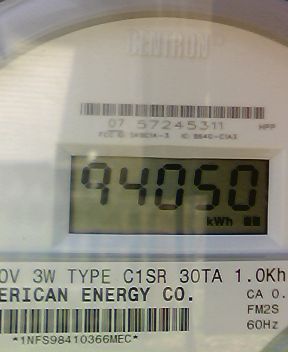 CENTRON
07 57245311 HPP
94050
kWh
0V 3W TYPE C1SR 30TA 1.0Kh
ERICAN ENERGY CO. CA 0.
FM2S
60Hz
*1NFS98410366MEC*